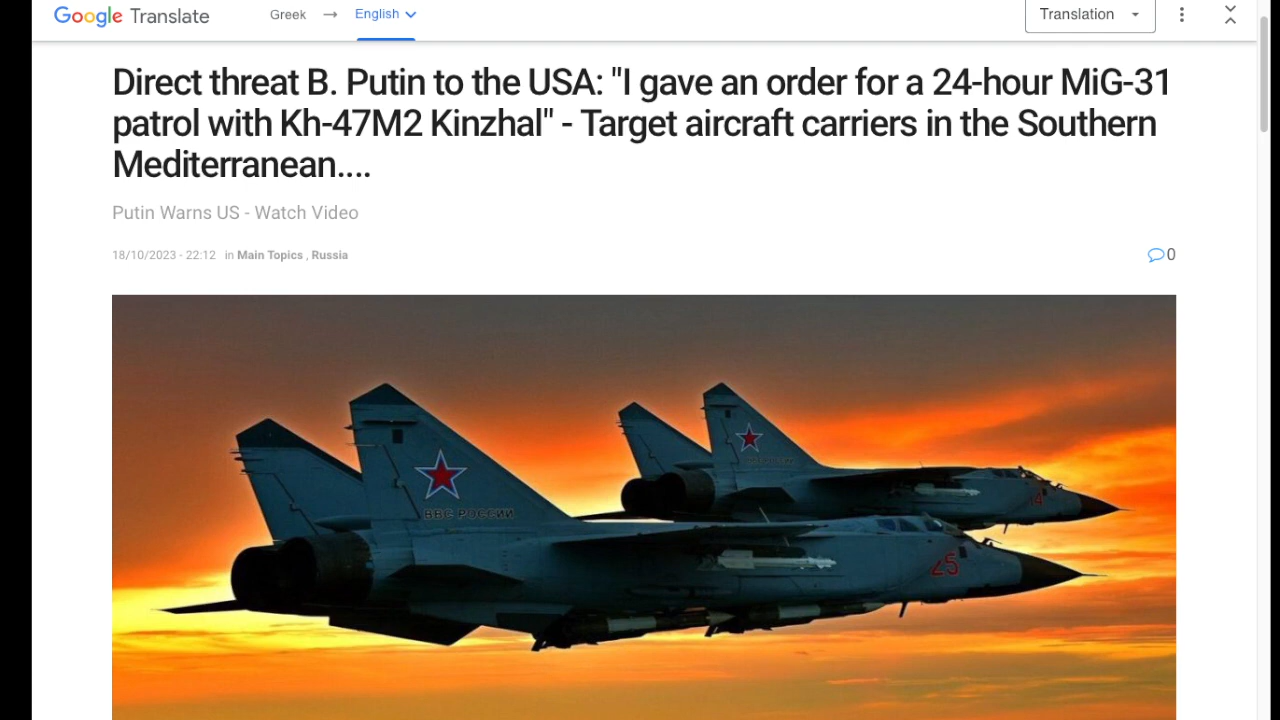 Google Translate Greek → English Translation
Direct threat B. Putin to the USA: "I gave an order for a 24-hour MiG-31
patrol with Kh-47M2 Kinzhal" - Target aircraft carriers in the Southern
Mediterranean....
Putin Warns US - Watch Video
18/10/2023 - 22:12 in Main Topics , Russia 0
ВВС РОССИИ
25